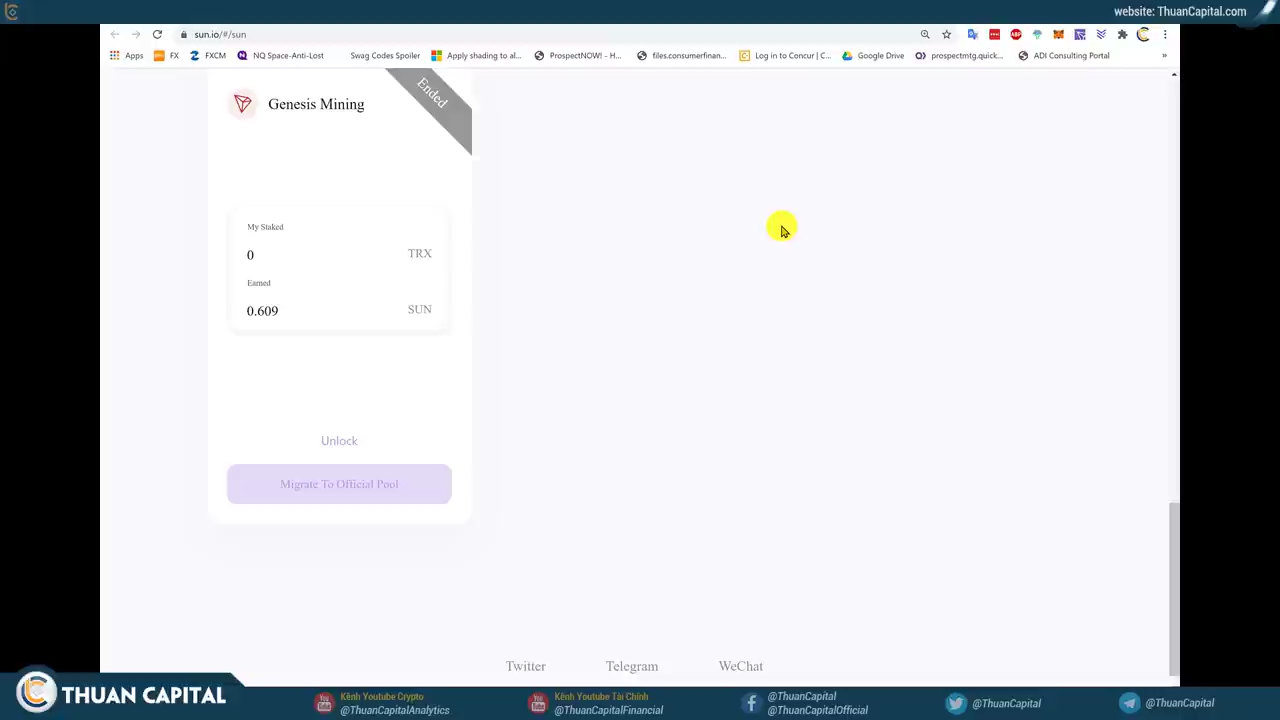 website: ThuanCapital.com
sun.io/#/sun
Apps FX FXCM NQ Space-Anti-Lost Swag Codes Spoiler Apply shading to al... ProspectNOW! - H... files.consumerfinan... Log in to Concur | C... Google Drive prospectmtg.quick... ADI Consulting Portal »
Genesis Mining
Ended
My Staked
0 TRX
Earned
0.609 SUN
Unlock
Migrate To Official Pool
Twitter Telegram WeChat
THUAN CAPITAL
Kênh Youtube Crypto
@ThuanCapitalAnalytics
Kênh Youtube Tài Chính
@ThuanCapitalFinancial
@ThuanCapital
@ThuanCapitalOfficial
@ThuanCapital
@ThuanCapital